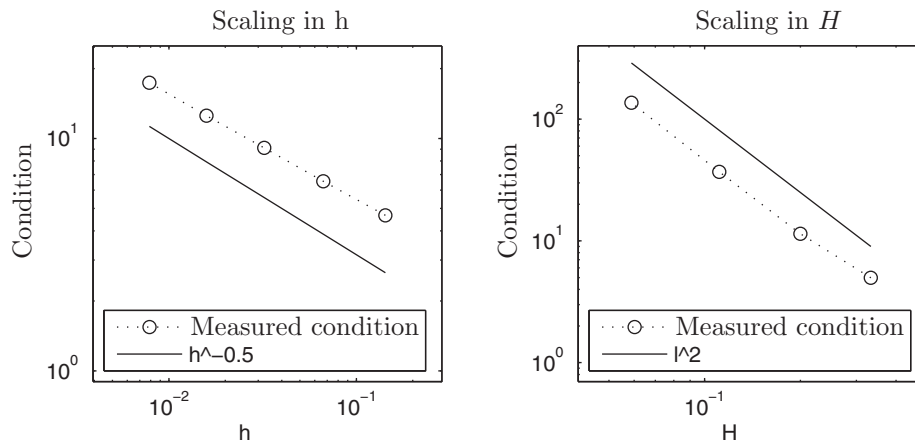 Scaling in h
Condition
10^1
10^0
10^−2
10^−1
h
Measured condition
h^−0.5
Scaling in H
Condition
10^2
10^1
10^0
10^−1
H
Measured condition
l^2